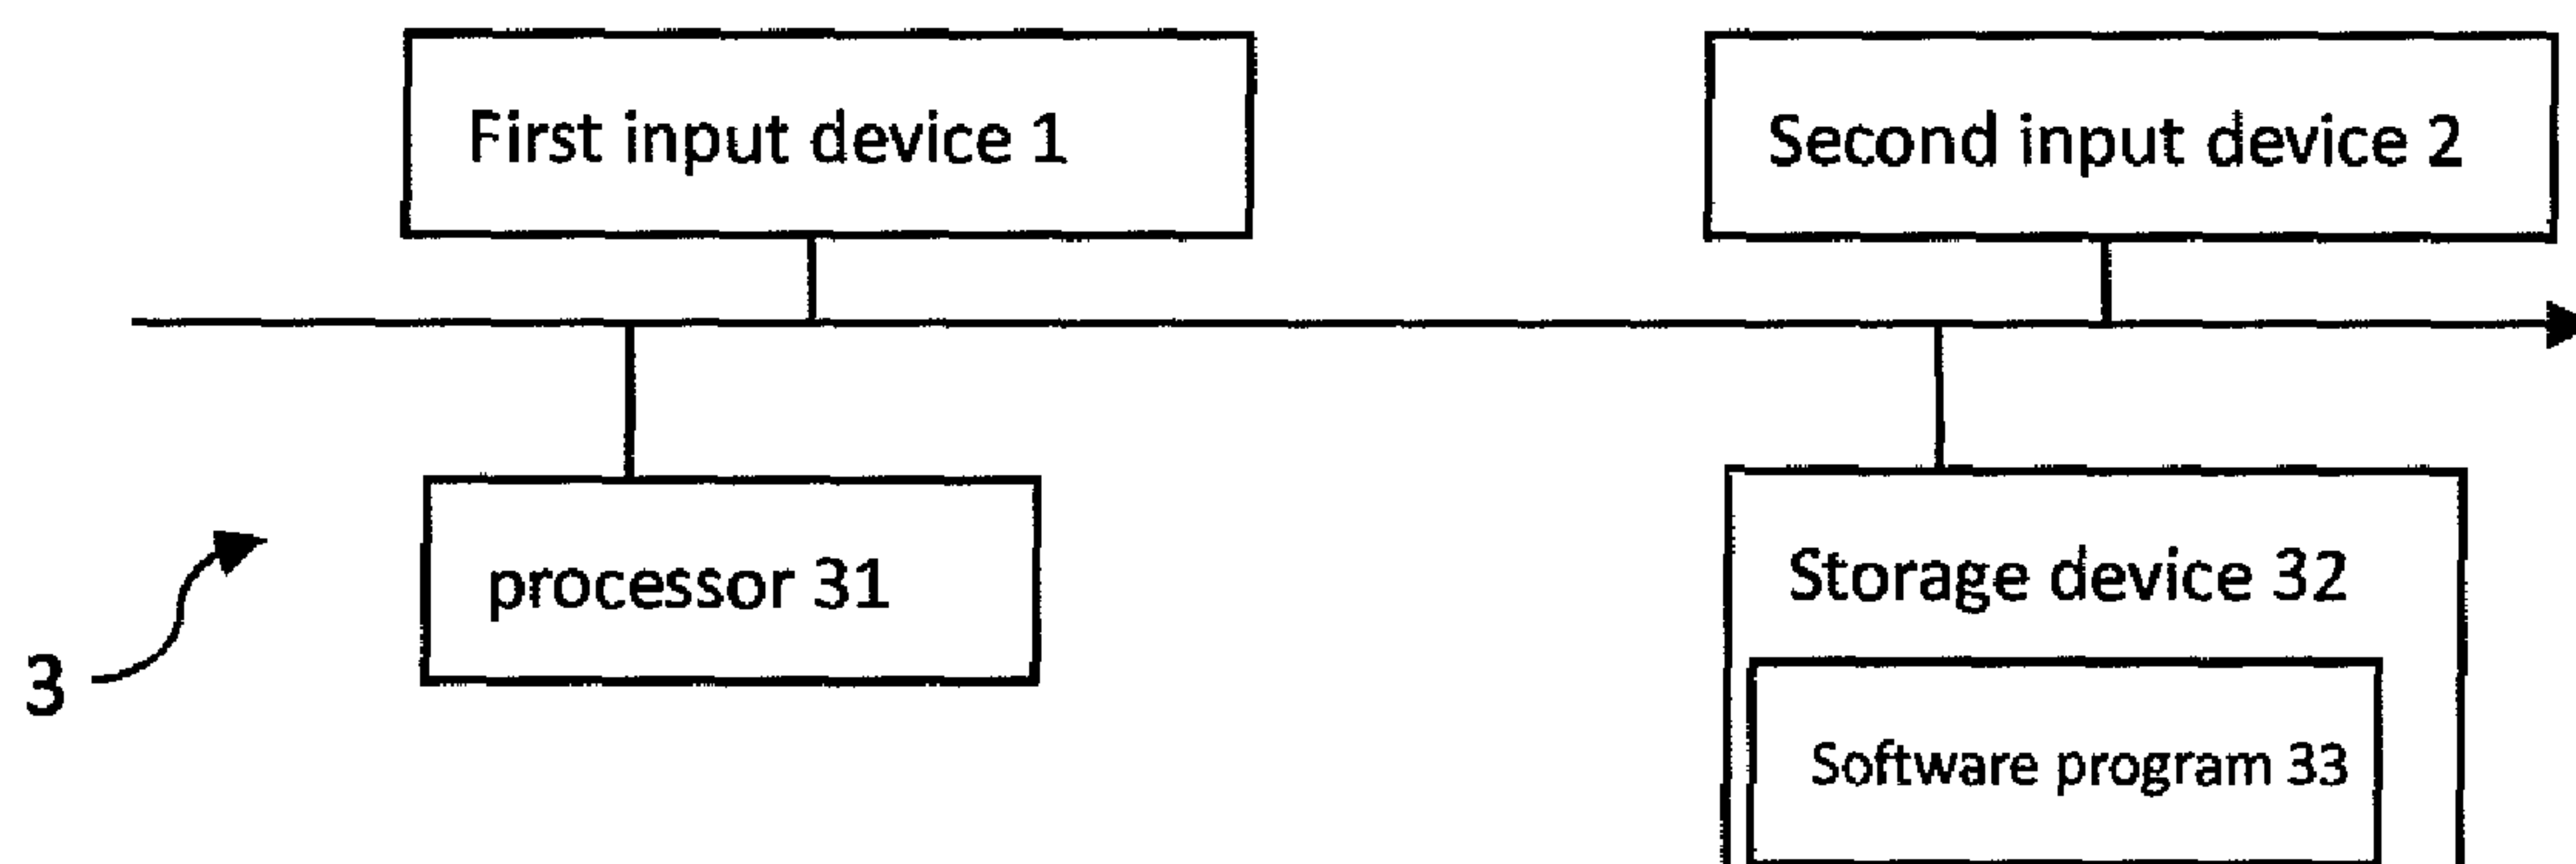 First input device 1
Second input device 2
processor 31
Storage device 32
3
Software program 33